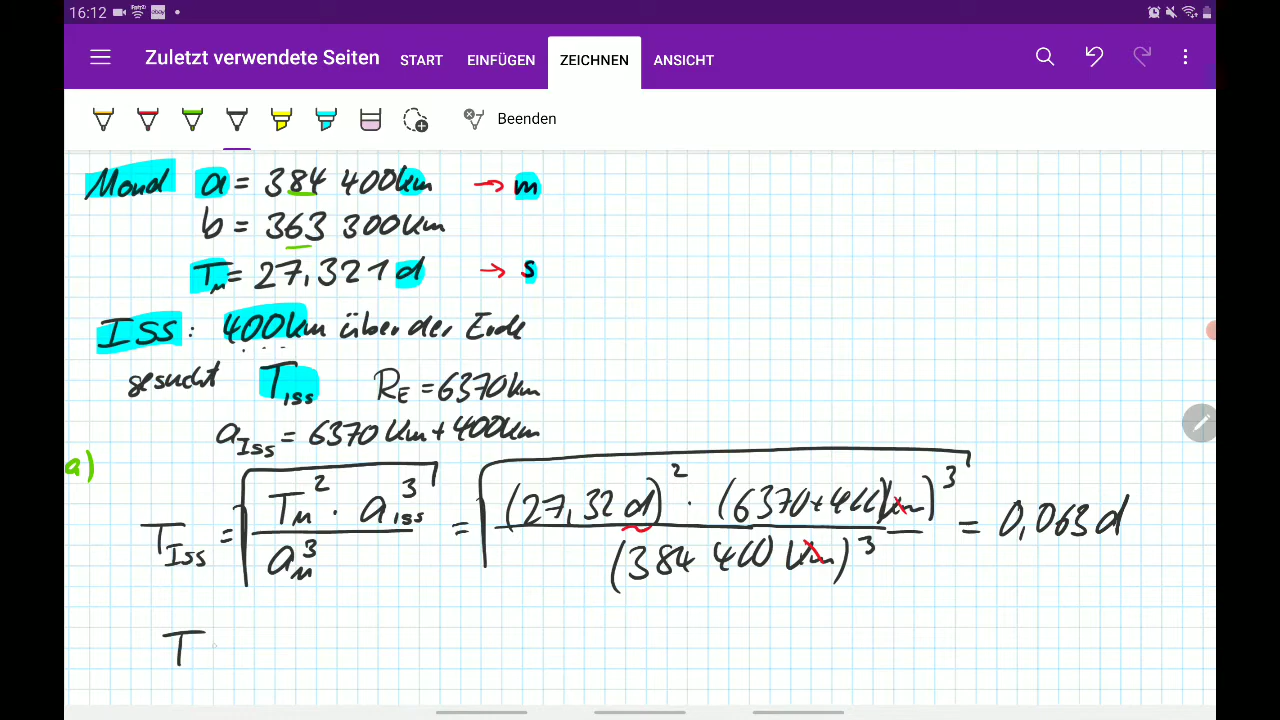 16:12
Zuletzt verwendete Seiten START EINFÜGEN ZEICHNEN ANSICHT
Beenden
Mond a = 384 400km → m
b = 363 300km
T_M = 27,321 d → s
ISS: 400km über der Erde
gesucht T_Iss R_E = 6370km
a_Iss = 6370 km + 400km
a)
T_Iss = √(T_M² · a_Iss³ / a_M³) = √((27,32 d)² · (6370+400)km)³ / (384 400 km)³) = 0,063 d
T